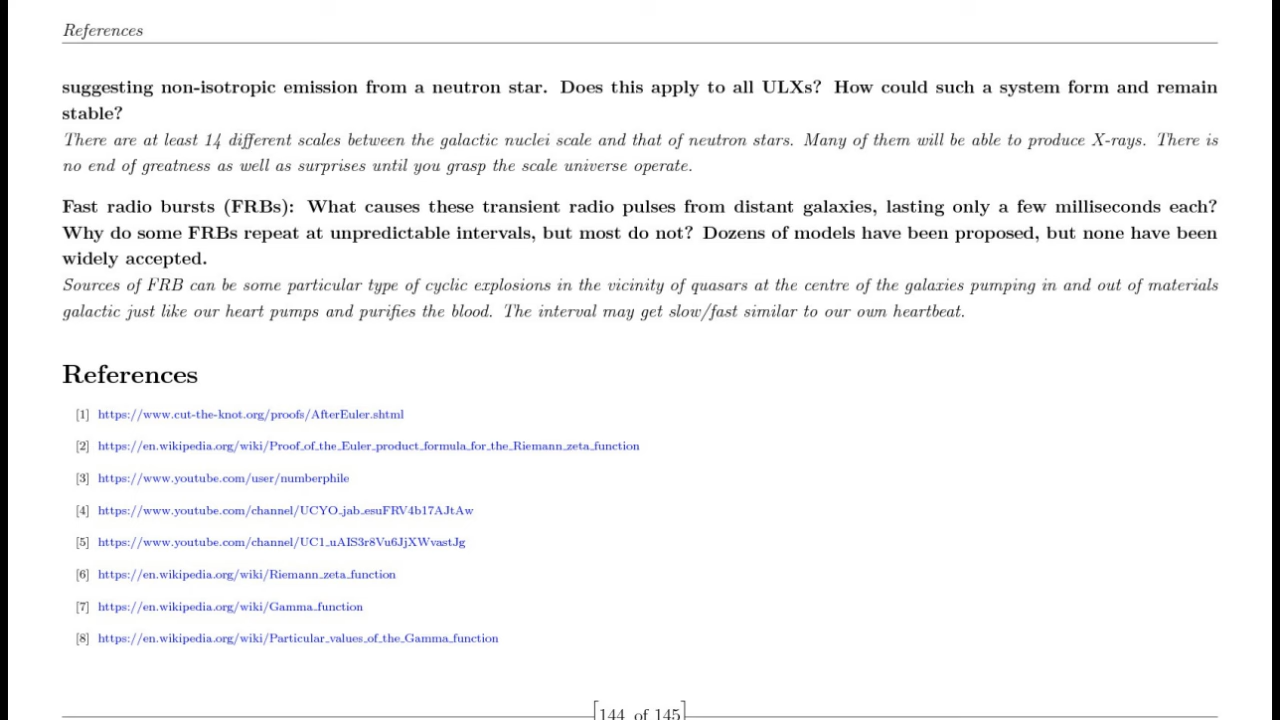 References
suggesting non-isotropic emission from a neutron star. Does this apply to all ULXs? How could such a system form and remain
stable?
There are at least 14 different scales between the galactic nuclei scale and that of neutron stars. Many of them will be able to produce X-rays. There is
no end of greatness as well as surprises until you grasp the scale universe operate.
Fast radio bursts (FRBs): What causes these transient radio pulses from distant galaxies, lasting only a few milliseconds each?
Why do some FRBs repeat at unpredictable intervals, but most do not? Dozens of models have been proposed, but none have been
widely accepted.
Sources of FRB can be some particular type of cyclic explosions in the vicinity of quasars at the centre of the galaxies pumping in and out of materials
galactic just like our heart pumps and purifies the blood. The interval may get slow/fast similar to our own heartbeat.
References
[1] https://www.cut-the-knot.org/proofs/AfterEuler.shtml
[2] https://en.wikipedia.org/wiki/Proof_of_the_Euler_product_formula_for_the_Riemann_zeta_function
[3] https://www.youtube.com/user/numberphile
[4] https://www.youtube.com/channel/UCYO_jab_esuFRV4b17AJtAw
[5] https://www.youtube.com/channel/UC1_uAIS3r8Vu6JjXWvastJg
[6] https://en.wikipedia.org/wiki/Riemann_zeta_function
[7] https://en.wikipedia.org/wiki/Gamma_function
[8] https://en.wikipedia.org/wiki/Particular_values_of_the_Gamma_function
[144 of 145]